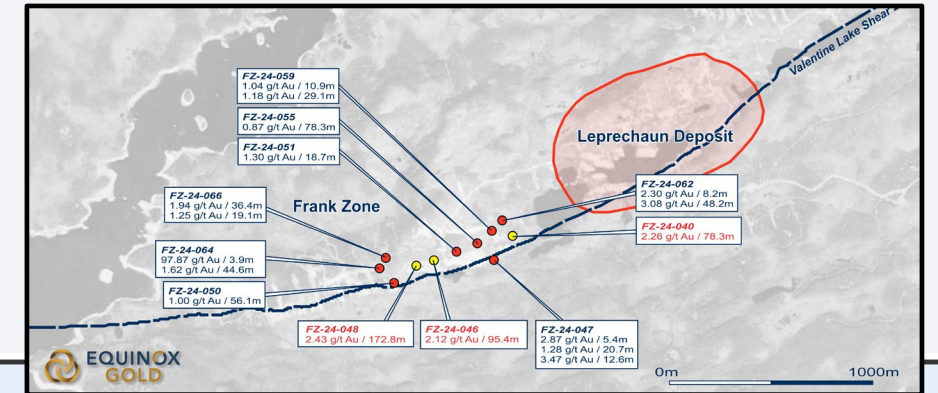 Valentine Lake Shear
FZ-24-059
1.04 g/t Au / 10.9m
1.18 g/t Au / 29.1m
FZ-24-055
0.87 g/t Au / 78.3m
FZ-24-051
1.30 g/t Au / 18.7m
Leprechaun Deposit
FZ-24-066
1.94 g/t Au / 36.4m
1.25 g/t Au / 19.1m
Frank Zone
FZ-24-062
2.30 g/t Au / 8.2m
3.08 g/t Au / 48.2m
FZ-24-040
2.26 g/t Au / 78.3m
FZ-24-064
97.87 g/t Au / 3.9m
1.62 g/t Au / 44.6m
FZ-24-050
1.00 g/t Au / 56.1m
FZ-24-048
2.43 g/t Au / 172.8m
FZ-24-046
2.12 g/t Au / 95.4m
FZ-24-047
2.87 g/t Au / 5.4m
1.28 g/t Au / 20.7m
3.47 g/t Au / 12.6m
EQUINOX
GOLD
0m
1000m